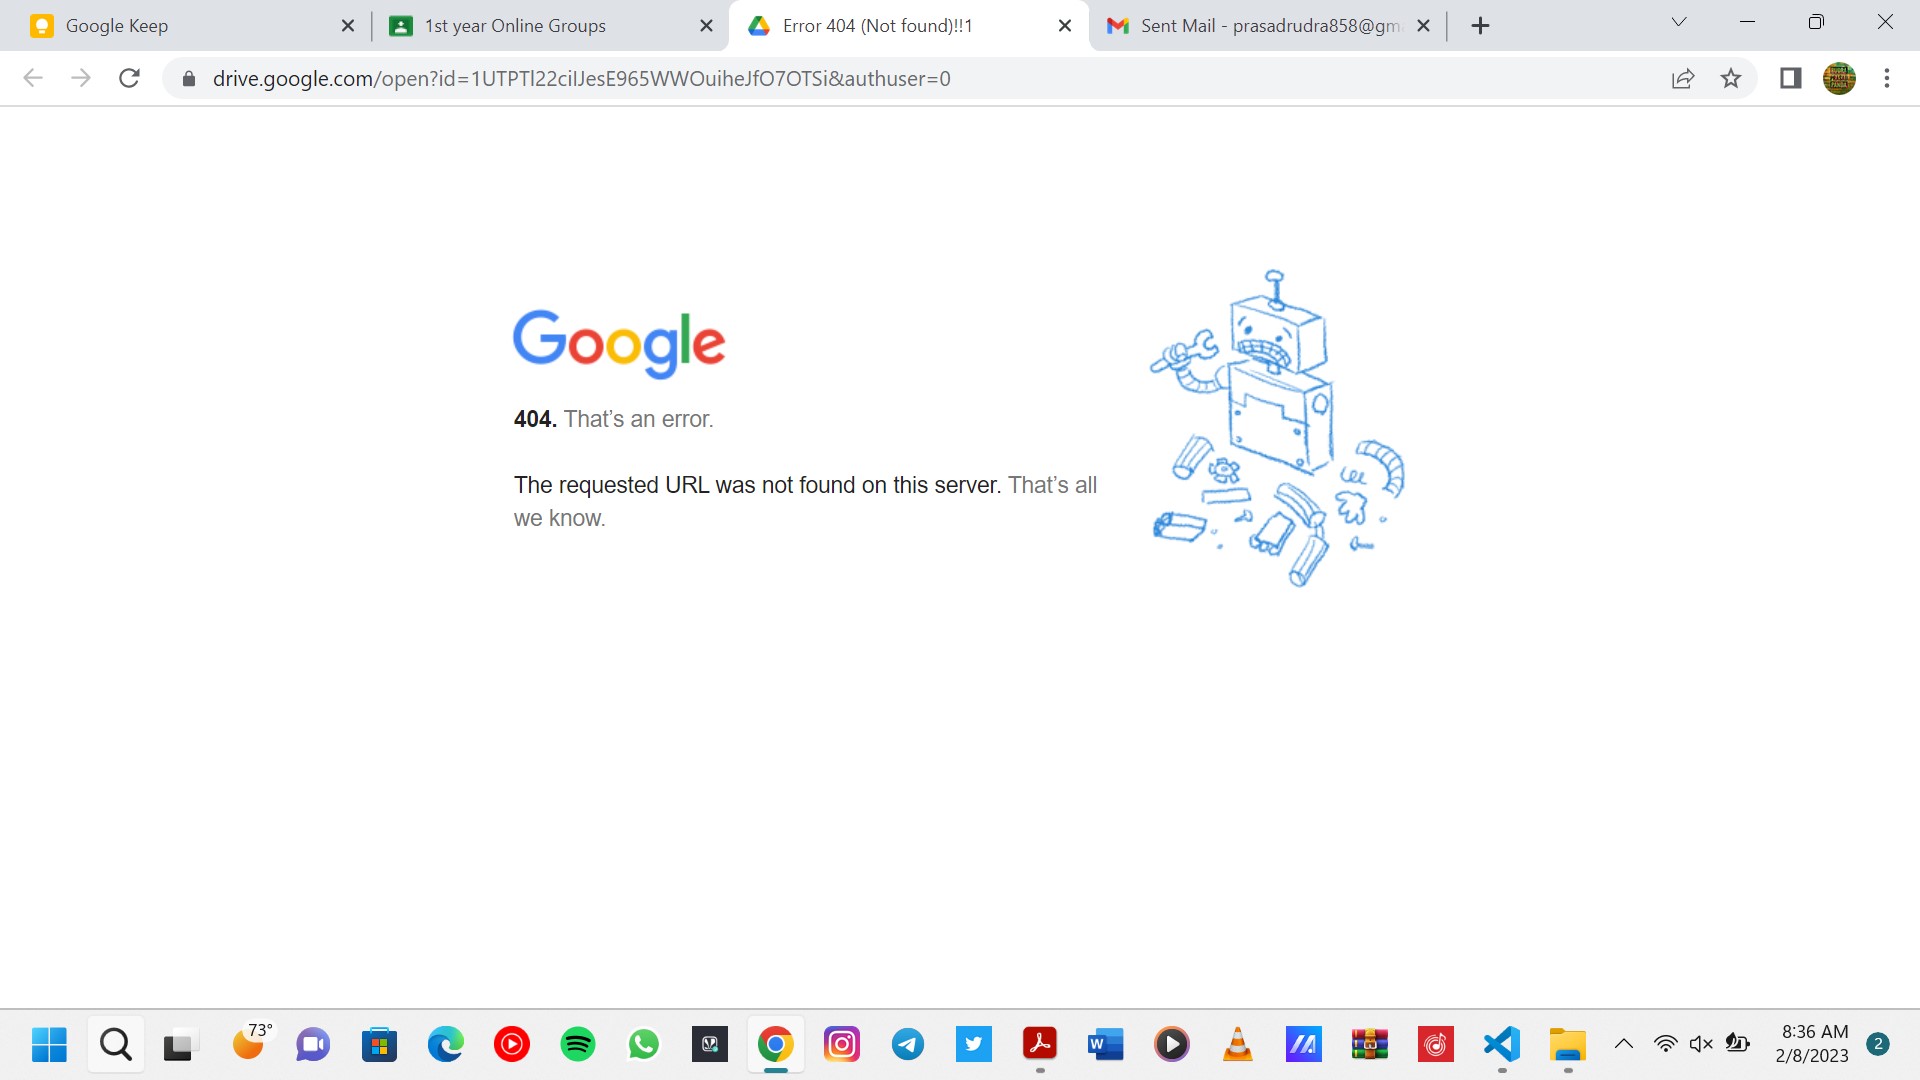 Google Keep
1st year Online Groups
Error 404 (Not found)!!1
Sent Mail - prasadrudra858@gm
drive.google.com/open?id=1UTPTl22cilJesE965WWOuiheJfO7OTSi&authuser=0
Google
404. That’s an error.
The requested URL was not found on this server. That’s all
we know.
73°
W
8:36 AM
2/8/2023
2